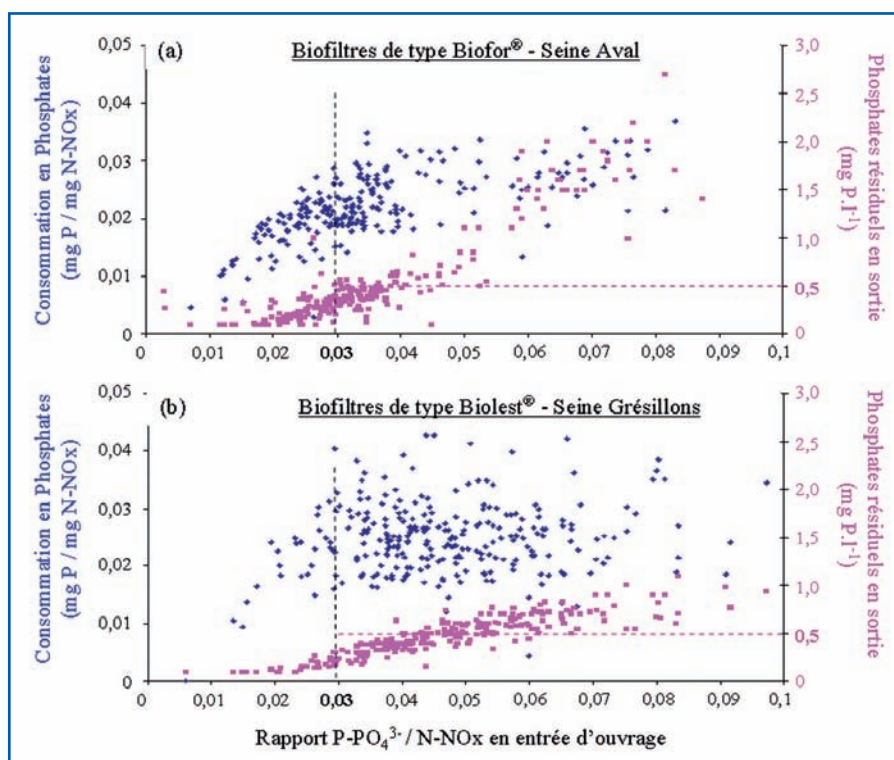 (a)
Biofiltres de type Biofor® - Seine Aval
Consommation en Phosphates
(mg P / mg N-NOx)
0,05
0,04
0,03
0,02
0,01
0
3,0
2,5
2,0
1,5
1,0
0,5
0
Phosphates résiduels en sortie
(mg P.l⁻¹)
0 0,01 0,02 0,03 0,04 0,05 0,06 0,07 0,08 0,09 0,1
(b)
Biofiltres de type Biolest® - Seine Grésillons
Consommation en Phosphates
(mg P / mg N-NOx)
0,05
0,04
0,03
0,02
0,01
0
3,0
2,5
2,0
1,5
1,0
0,5
0
Phosphates résiduels en sortie
(mg P.l⁻¹)
0 0,01 0,02 0,03 0,04 0,05 0,06 0,07 0,08 0,09 0,1
Rapport P-PO₄³⁻ / N-NOx en entrée d'ouvrage